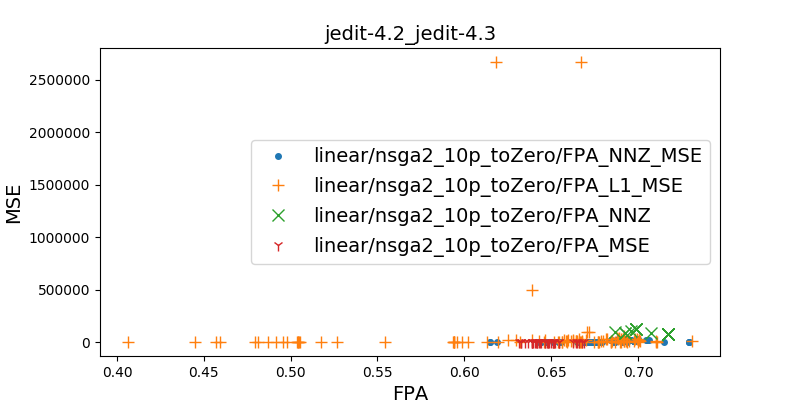 jedit-4.2_jedit-4.3
2500000
2000000
1500000
1000000
500000
0
MSE
linear/nsga2_10p_toZero/FPA_NNZ_MSE
linear/nsga2_10p_toZero/FPA_L1_MSE
linear/nsga2_10p_toZero/FPA_NNZ
linear/nsga2_10p_toZero/FPA_MSE
0.40 0.45 0.50 0.55 0.60 0.65 0.70
FPA